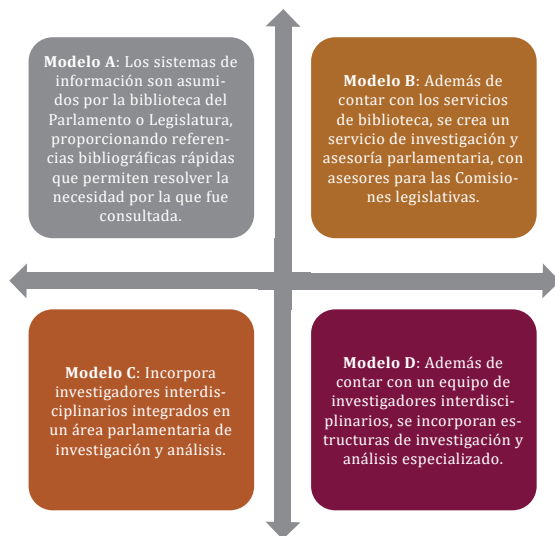 Modelo A: Los sistemas de
información son asumi-
dos por la biblioteca del
Parlamento o Legislatura,
proporcionando referen-
cias bibliográficas rápidas
que permiten resolver la
necesidad por la que fue
consultada.
Modelo B: Además de
contar con los servicios
de biblioteca, se crea un
servicio de investigación y
asesoría parlamentaria, con
asesores para las Comisio-
nes legislativas.
Modelo C: Incorpora
investigadores interdis-
ciplinarios integrados en
un área parlamentaria de
investigación y análisis.
Modelo D: Además de
contar con un equipo de
investigadores interdisci-
plinarios, se incorporan es-
tructuras de investigación y
análisis especializado.